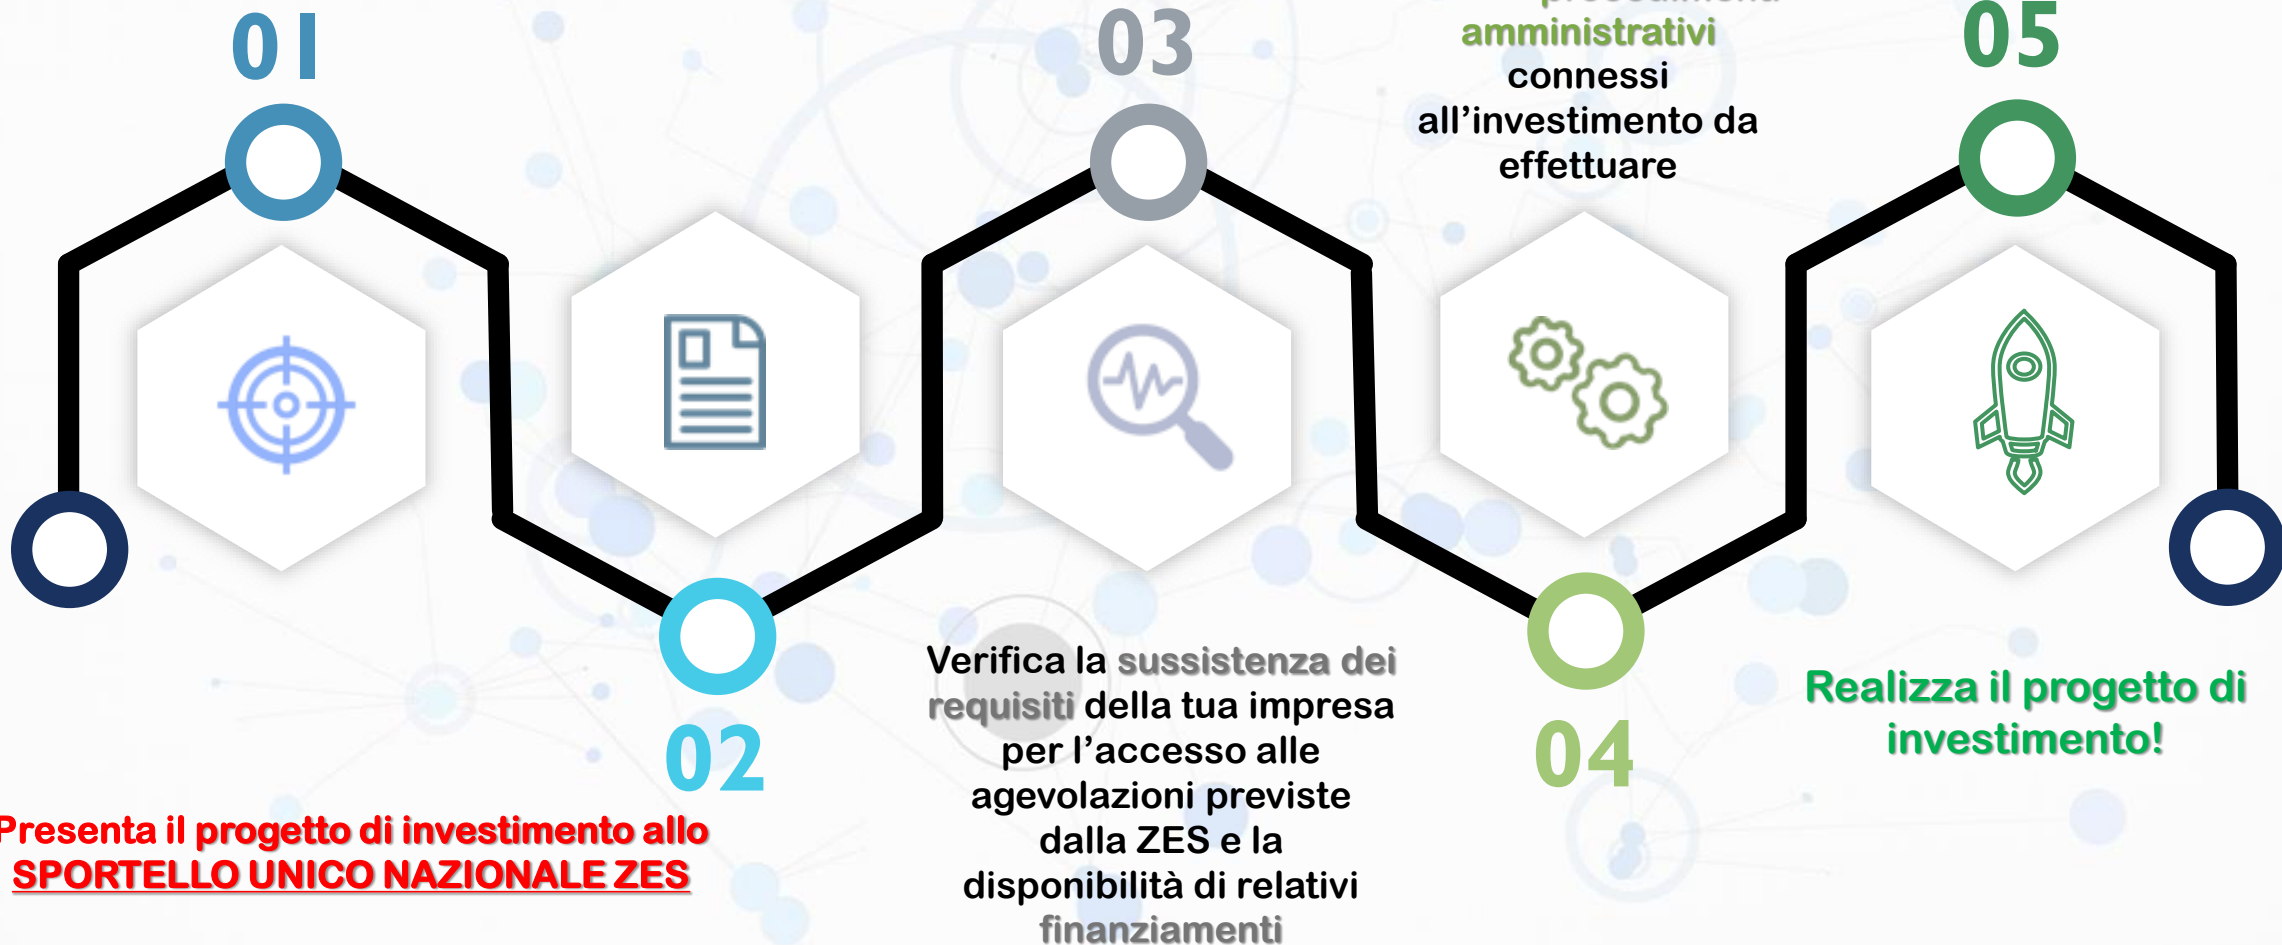 01
03
05
procedimenti
amministrativi
connessi
all’investimento da
effettuare
02
04
Presenta il progetto di investimento allo
SPORTELLO UNICO NAZIONALE ZES
Verifica la sussistenza dei
requisiti della tua impresa
per l’accesso alle
agevolazioni previste
dalla ZES e la
disponibilità di relativi
finanziamenti
Realizza il progetto di
investimento!